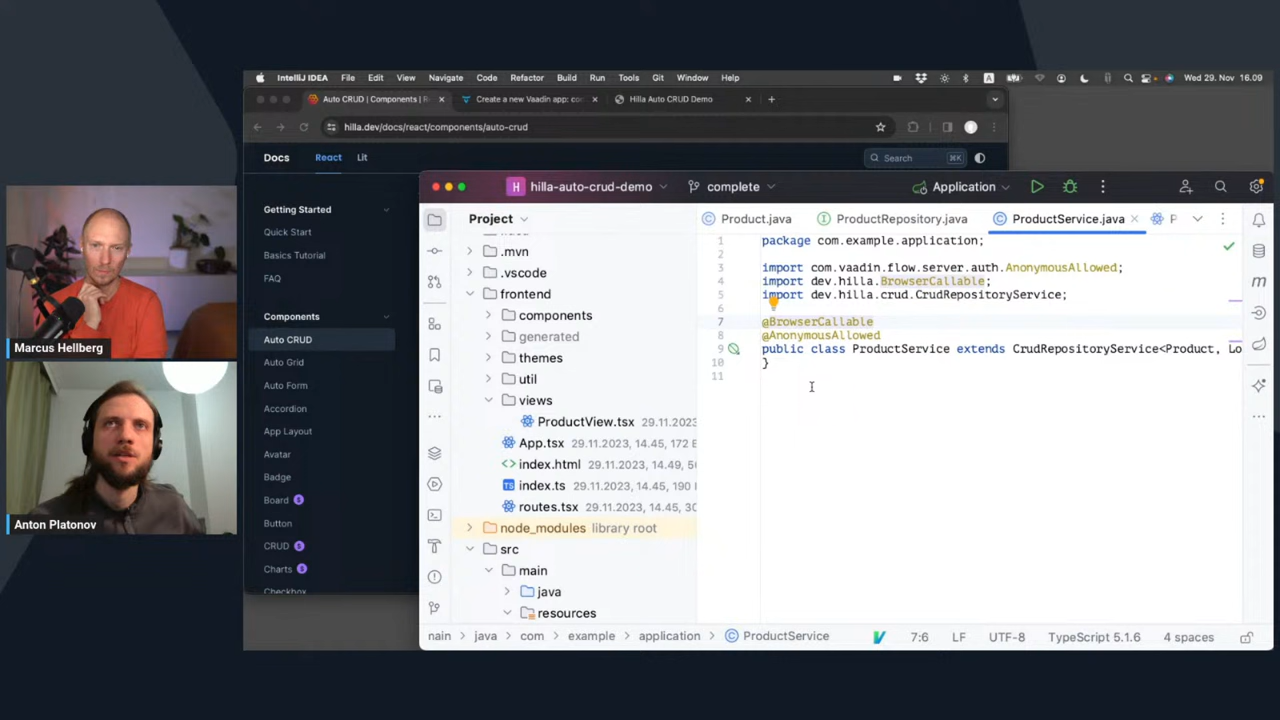 IntelliJ IDEA File Edit View Navigate Code Refactor Build Run Tools Git Window Help
A
Wed 29. Nov 16.09
Auto CRUD | Components | R
Create a new Vaadin app: co
Hilla Auto CRUD Demo
hilla.dev/docs/react/components/auto-crud
Docs React Lit
Search ⌘K
Getting Started
Quick Start
Basics Tutorial
FAQ
Components
Auto CRUD
Auto Grid
Auto Form
Accordion
App Layout
Avatar
Badge
Board $
Button
CRUD $
Charts $
Checkbox
H hilla-auto-crud-demo complete Application
Project
.mvn
.vscode
frontend
components
generated
themes
util
views
ProductView.tsx 29.11.2023
App.tsx 29.11.2023, 14.45, 172 B
index.html 29.11.2023, 14.49, 5
index.ts 29.11.2023, 14.45, 190
routes.tsx 29.11.2023, 14.45, 30
node_modules library root
src
main
java
resources
Product.java ProductRepository.java ProductService.java P
1 package com.example.application;
2
3 import com.vaadin.flow.server.auth.AnonymousAllowed;
4 import dev.hilla.BrowserCallable;
5 import dev.hilla.crud.CrudRepositoryService;
6
7 @BrowserCallable
8 @AnonymousAllowed
9 public class ProductService extends CrudRepositoryService<Product, Lo
10 }
11
nain > java > com > example > application > ProductService
7:6 LF UTF-8 TypeScript 5.1.6 4 spaces
Marcus Hellberg
Anton Platonov